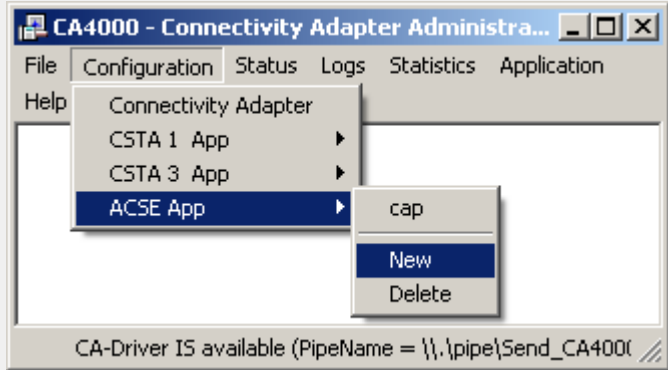 CA4000 - Connectivity Adapter Administra...
File Configuration Status Logs Statistics Application
Help
Connectivity Adapter
CSTA 1 App
CSTA 3 App
ACSE App
cap
New
Delete
CA-Driver IS available (PipeName = \\.\pipe\Send_CA400(